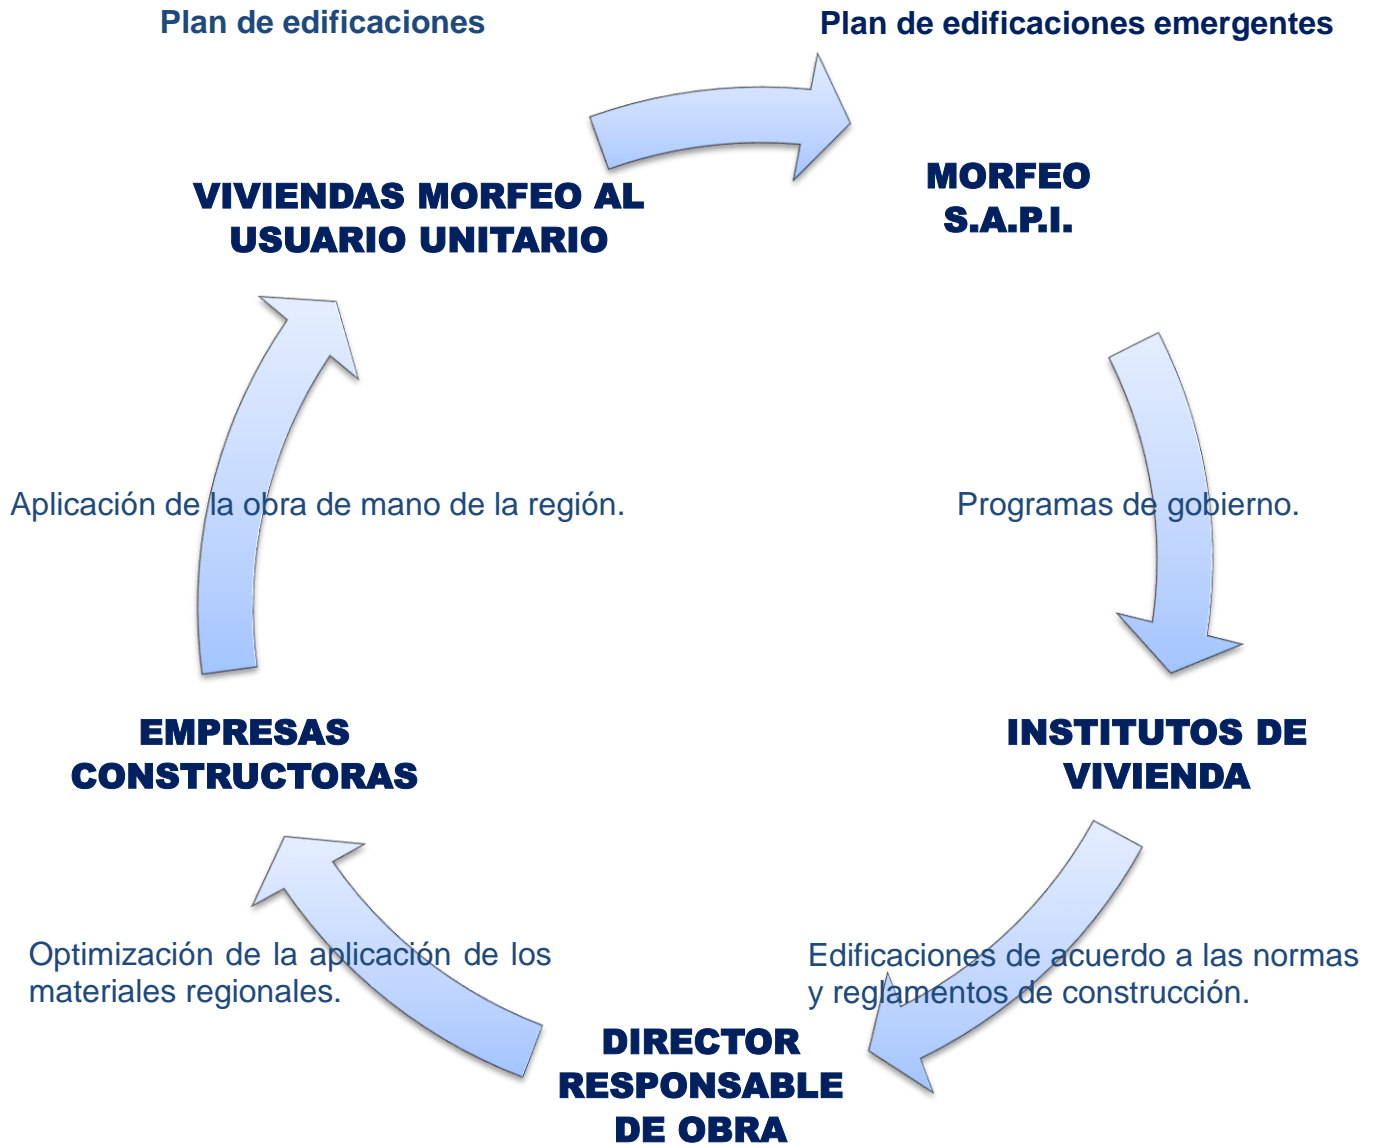 Plan de edificaciones
Plan de edificaciones emergentes
VIVIENDAS MORFEO AL
USUARIO UNITARIO
MORFEO
S.A.P.I.
Aplicación de la obra de mano de la región.
Programas de gobierno.
EMPRESAS
CONSTRUCTORAS
INSTITUTOS DE
VIVIENDA
Optimización de la aplicación de los
materiales regionales.
Edificaciones de acuerdo a las normas
y reglamentos de construcción.
DIRECTOR
RESPONSABLE
DE OBRA